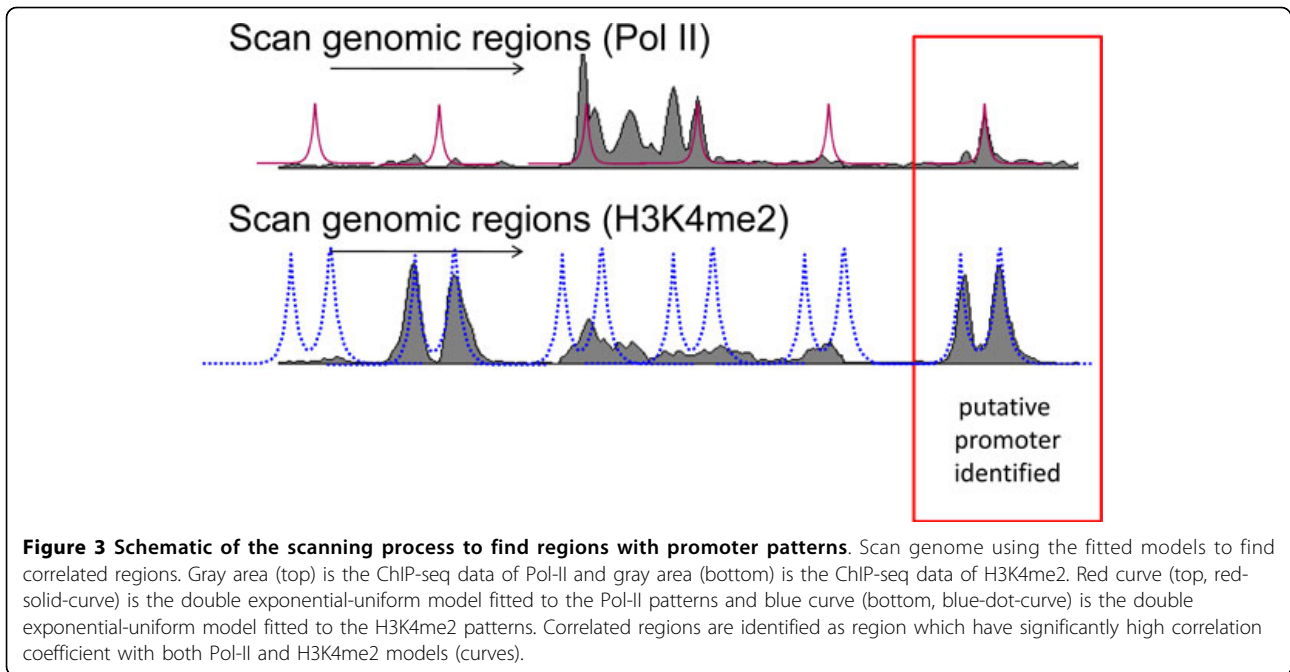 Scan genomic regions (Pol II)
Scan genomic regions (H3K4me2)
putative
promoter
identified
Figure 3 Schematic of the scanning process to find regions with promoter patterns. Scan genome using the fitted models to find
correlated regions. Gray area (top) is the ChIP-seq data of Pol-II and gray area (bottom) is the ChIP-seq data of H3K4me2. Red curve (top, red-
solid-curve) is the double exponential-uniform model fitted to the Pol-II patterns and blue curve (bottom, blue-dot-curve) is the double
exponential-uniform model fitted to the H3K4me2 patterns. Correlated regions are identified as region which have significantly high correlation
coefficient with both Pol-II and H3K4me2 models (curves).